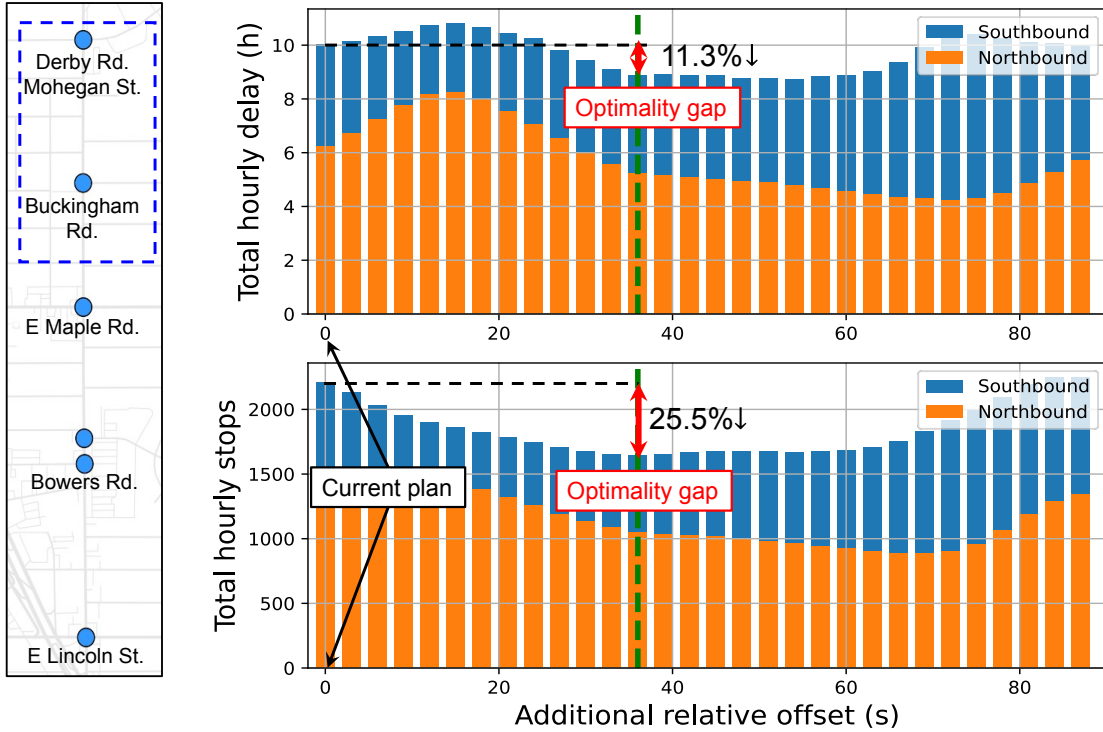 Derby Rd.
Mohegan St.
Buckingham
Rd.
E Maple Rd.
Bowers Rd.
E Lincoln St.
Total hourly delay (h)
10
8
6
4
2
0
11.3%↓
Optimality gap
Southbound
Northbound
0
20
40
60
80
Total hourly stops
2000
1500
1000
500
0
25.5%↓
Optimality gap
Current plan
Southbound
Northbound
0
20
40
60
80
Additional relative offset (s)